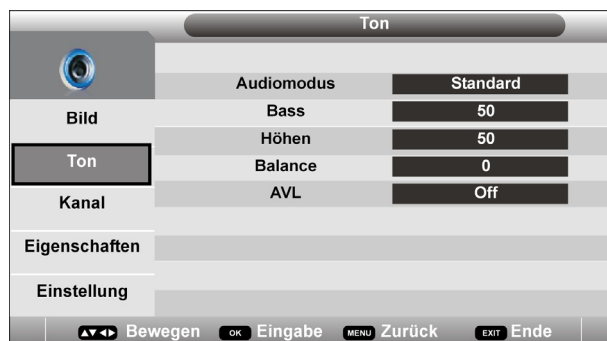 Ton
Audiomodus Standard
Bass 50
Höhen 50
Balance 0
AVL Off
Bild
Ton
Kanal
Eigenschaften
Einstellung
▲▼◀▶ Bewegen OK Eingabe MENU Zurück EXIT Ende